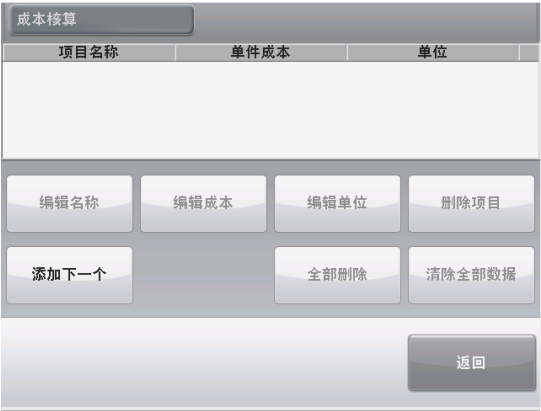 成本核算
项目名称 单件成本 单位
编辑名称 编辑成本 编辑单位 删除项目
添加下一个 全部删除 清除全部数据
返回